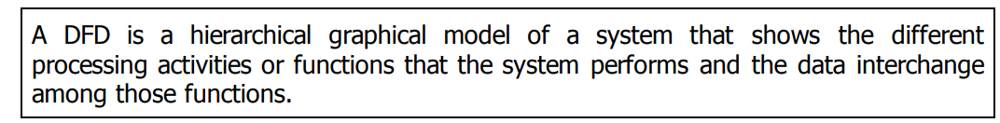 A DFD is a hierarchical graphical model of a system that shows the different
processing activities or functions that the system performs and the data interchange
among those functions.